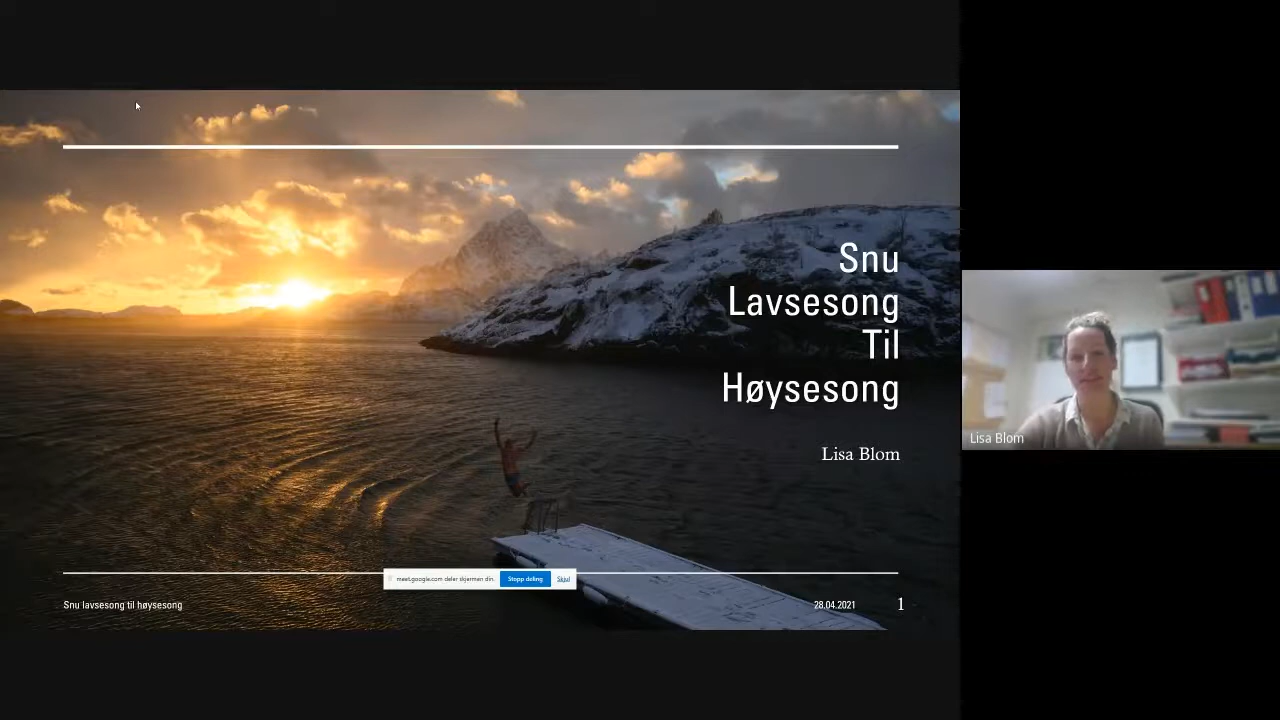 Snu
Lavsesong
Til
Høysesong
Lisa Blom
Lisa Blom
meet.google.com deler skjermen din.
Stopp deling
Skjul
Snu lavsesong til høysesong
28.04.2021
1